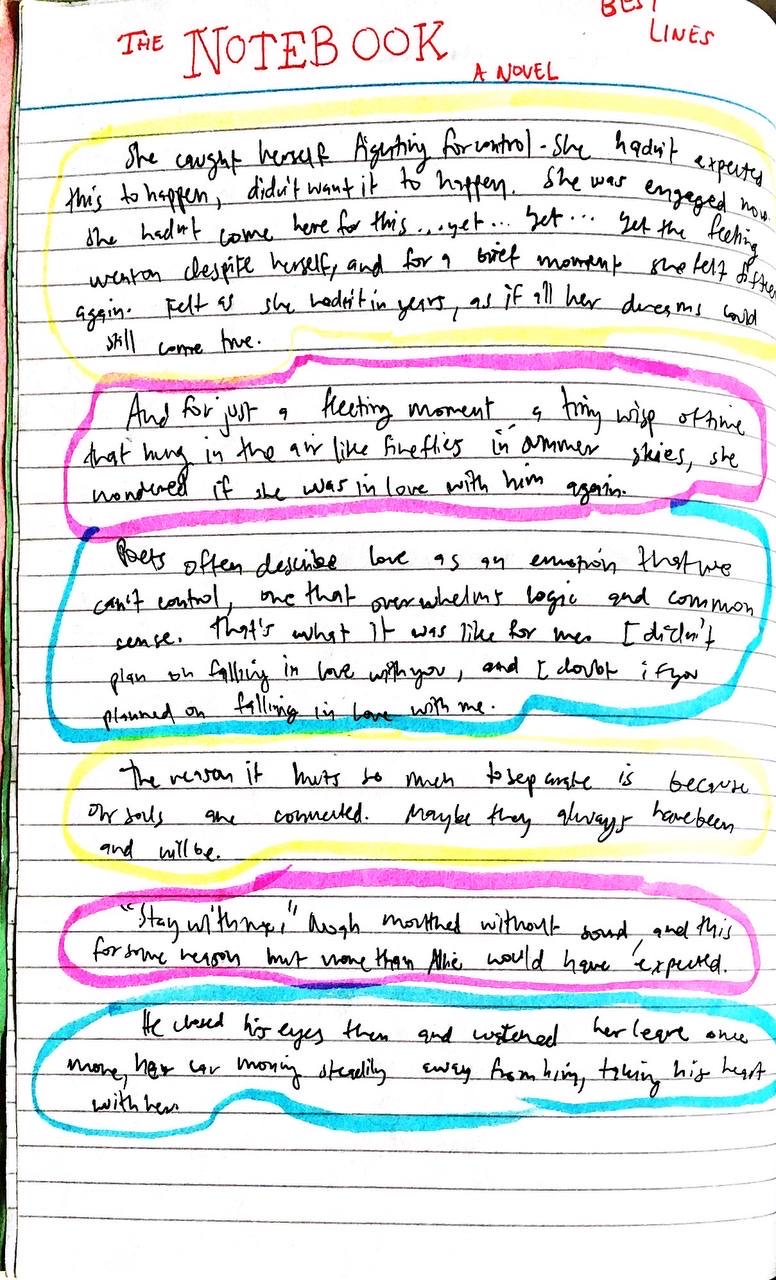 BEST
LINES
THE NOTEBOOK
A NOVEL
She caught herself fighting for control. She hadn't expected
this to happen, didn't want it to happen. She was engaged now.
She hadn't come here for this...yet... yet... yet the feeling
went on despite herself, and for a brief moment she felt fifteen
again. Felt as she hadn't in years, as if all her dreams could
still come true.
And for just a fleeting moment a tiny wisp of time
that hung in the air like fireflies in summer skies, she
wondered if she was in love with him again.
Poets often describe love as an emotion that we
can't control, one that overwhelms logic and common
sense. That's what it was like for me. I didn't
plan on falling in love with you, and I doubt if you
planned on falling in love with me.
The reason it hurts so much to separate is because
our souls are connected. Maybe they always have been
and will be.
"Stay with me," Noah mouthed without sound, and this
for some reason hurt more than Allie would have expected.
He closed his eyes then and listened her leave once
more, her car moving steadily away from him, taking his heart
with her.